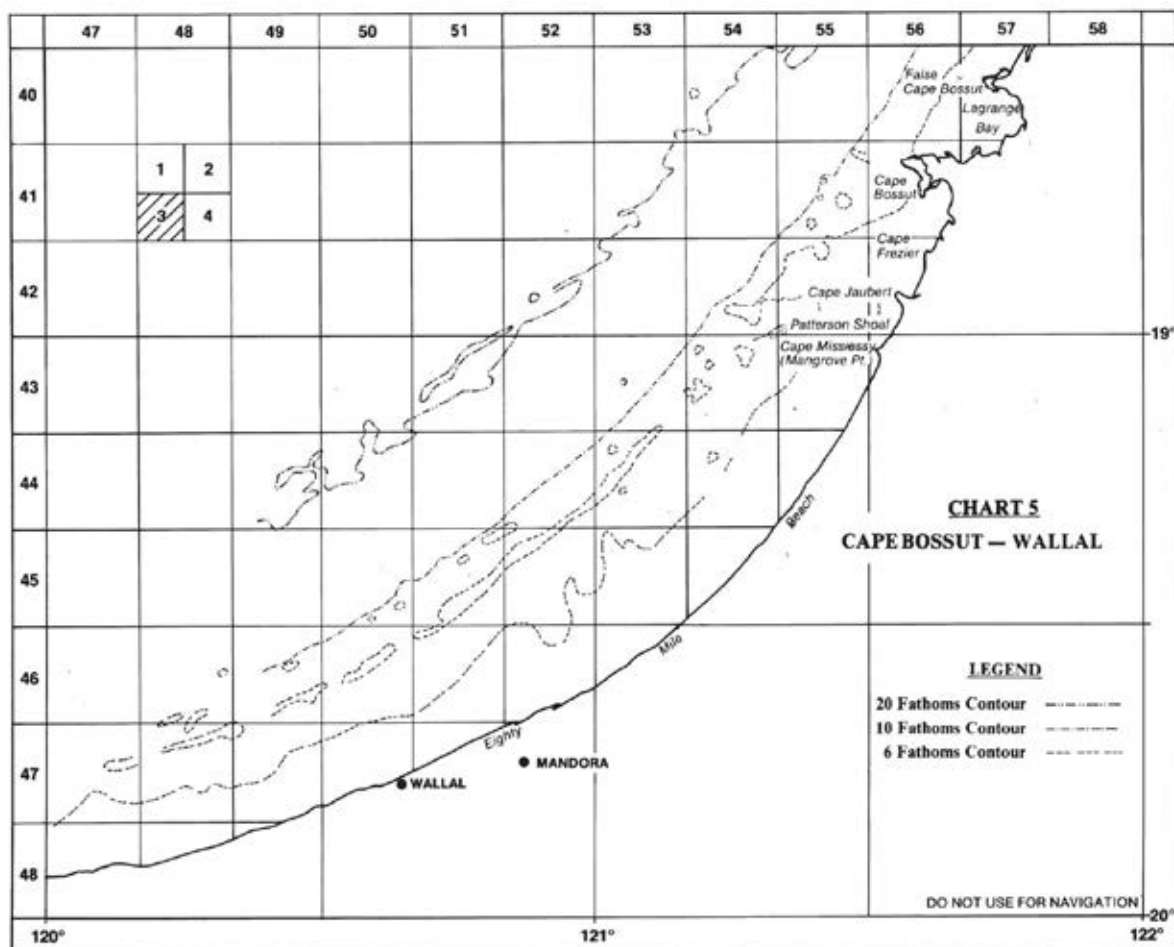 47 48 49 50 51 52 53 54 55 56 57 58
40
False
Cape Bossut
Lagrange
Bay
1 2
41
3 4
Cape
Bossut
Cape
Frezier
42
Cape Jaubert
Patterson Shoal
19°
Cape Missiessy
(Mangrove Pt.
43
44
Beach
CHART 5
CAPE BOSSUT — WALLAL
45
Mile
46
LEGEND
20 Fathoms Contour
10 Fathoms Contour
6 Fathoms Contour
Eighty
47
MANDORA
WALLAL
48
DO NOT USE FOR NAVIGATION
20°
120° 121° 122°